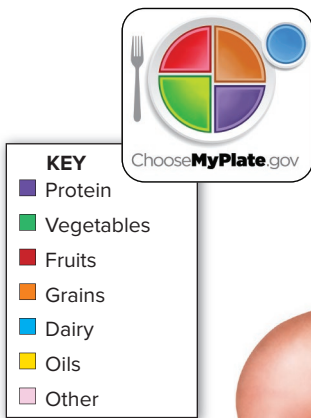 ChooseMyPlate.gov
KEY
Protein
Vegetables
Fruits
Grains
Dairy
Oils
Other